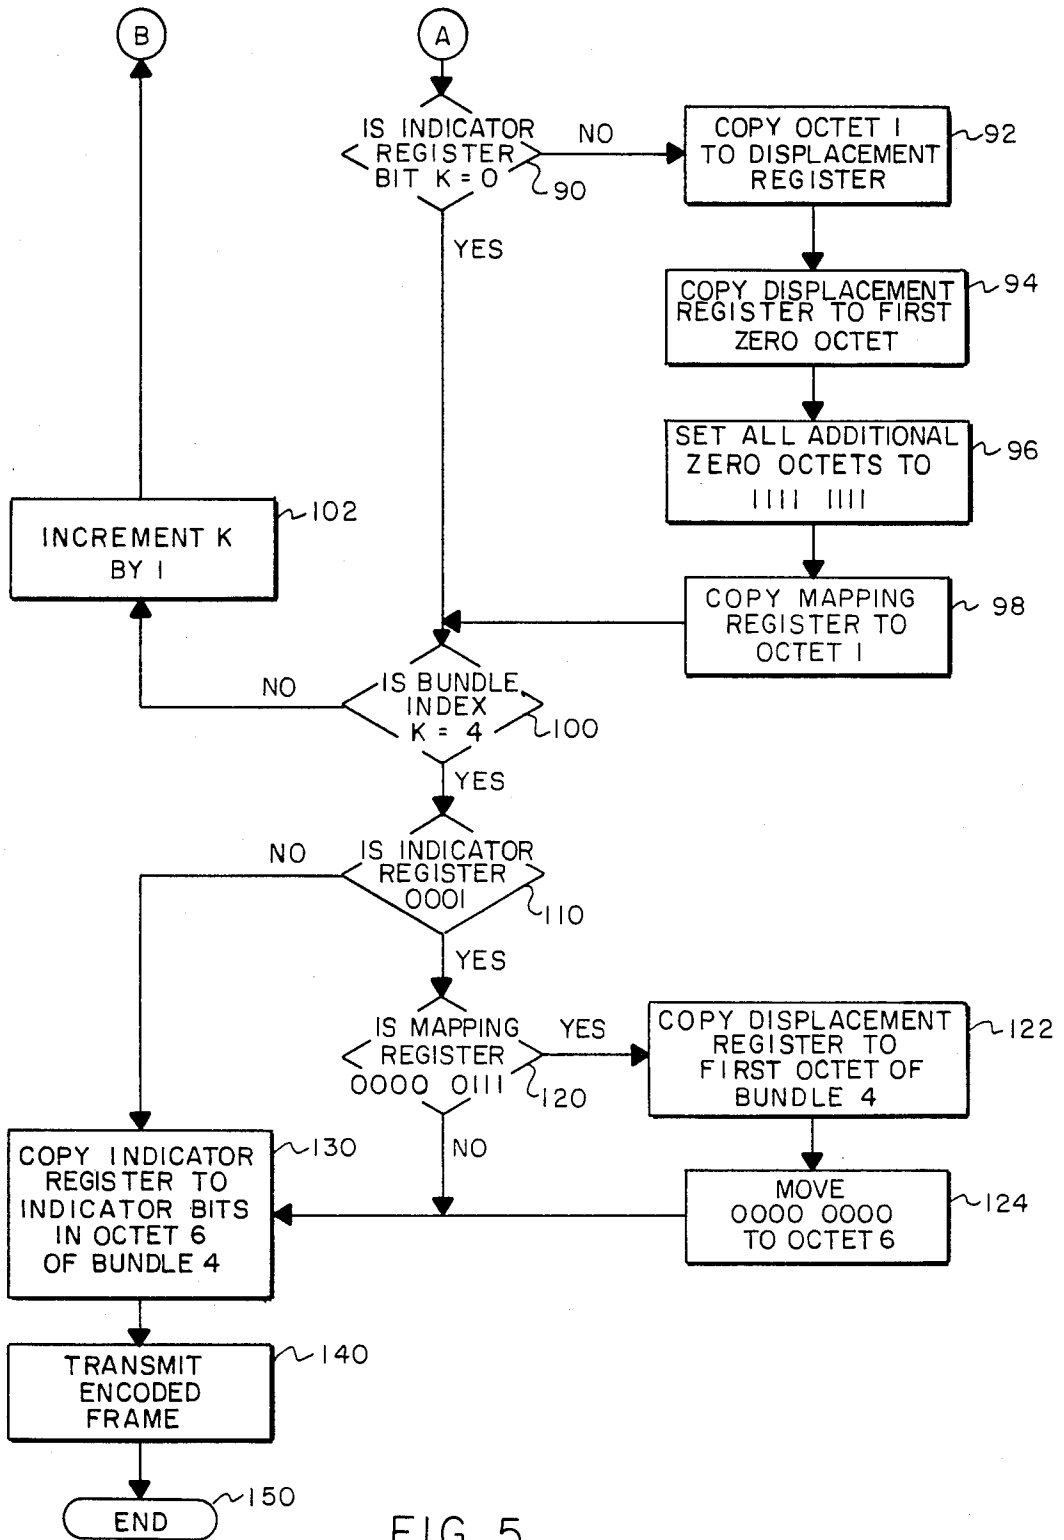 B
A
IS INDICATOR
REGISTER
BIT K = 0
90
NO
YES
COPY OCTET 1
TO DISPLACEMENT
REGISTER
92
COPY DISPLACEMENT
REGISTER TO FIRST
ZERO OCTET
94
SET ALL ADDITIONAL
ZERO OCTETS TO
1111 1111
96
INCREMENT K
BY 1
102
COPY MAPPING
REGISTER TO
OCTET 1
98
NO
IS BUNDLE
INDEX
K = 4
100
YES
NO
IS INDICATOR
REGISTER
0001
110
YES
IS MAPPING
REGISTER
0000 0111
120
YES
NO
COPY DISPLACEMENT
REGISTER TO
FIRST OCTET OF
BUNDLE 4
122
COPY INDICATOR
REGISTER TO
INDICATOR BITS
IN OCTET 6
OF BUNDLE 4
130
MOVE
0000 0000
TO OCTET 6
124
TRANSMIT
ENCODED
FRAME
140
END
150
FIG. 5